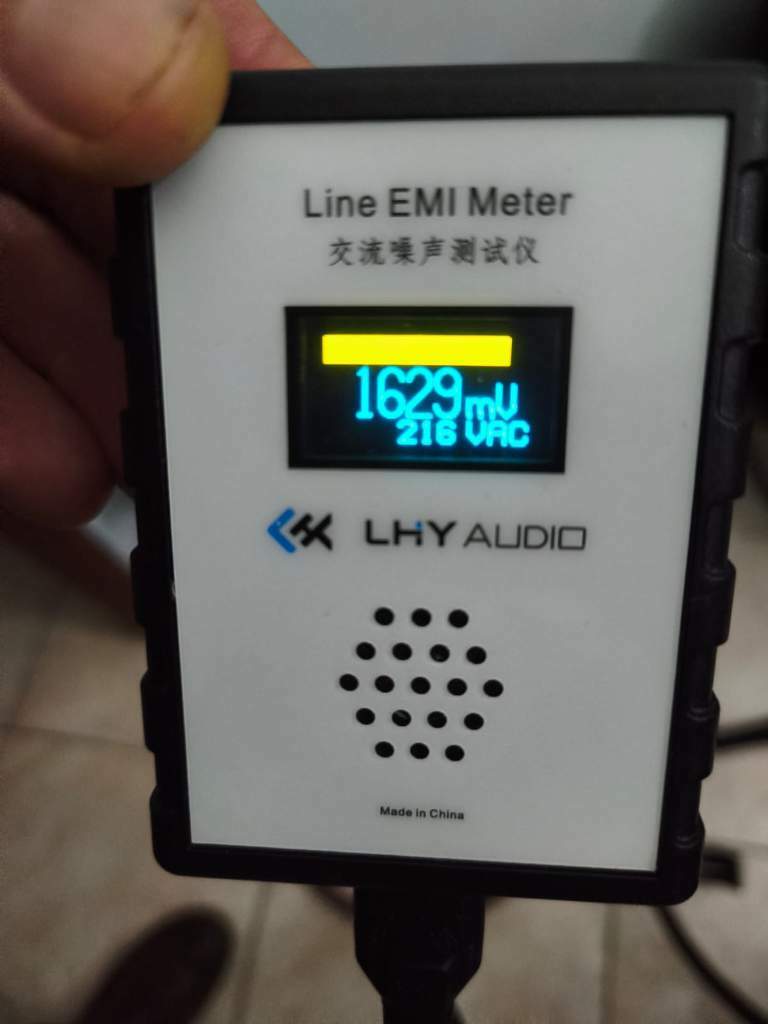 Line EMI Meter
交流噪声测试仪
1629mV
216 VAC
LHY AUDIO
Made in China